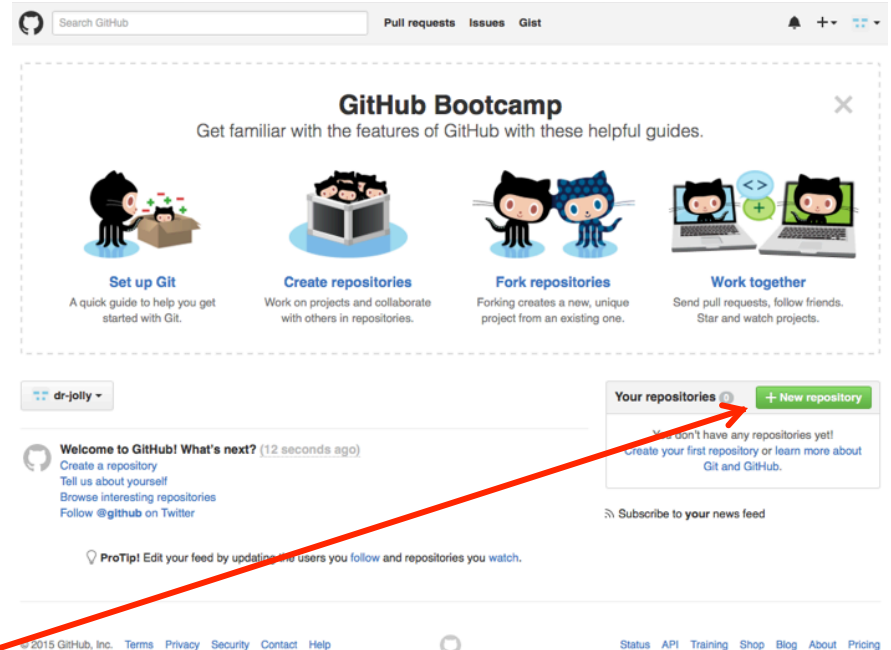 Search GitHub
Pull requests Issues Gist
GitHub Bootcamp
Get familiar with the features of GitHub with these helpful guides.
Set up Git
A quick guide to help you get
started with Git.
Create repositories
Work on projects and collaborate
with others in repositories.
Fork repositories
Forking creates a new, unique
project from an existing one.
Work together
Send pull requests, follow friends.
Star and watch projects.
dr-jolly
Your repositories 0
+ New repository
You don't have any repositories yet!
Create your first repository or learn more about
Git and GitHub.
Welcome to GitHub! What's next? (12 seconds ago)
Create a repository
Tell us about yourself
Browse interesting repositories
Follow @github on Twitter
Subscribe to your news feed
ProTip! Edit your feed by updating the users you follow and repositories you watch.
© 2015 GitHub, Inc. Terms Privacy Security Contact Help
Status API Training Shop Blog About Pricing